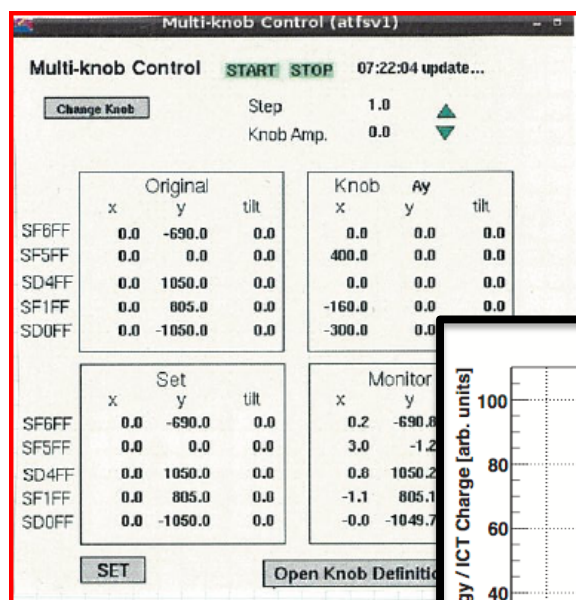 Multi-knob Control (atfsv1)
Multi-knob Control START STOP 07:22:04 update...
Change Knob
Step 1.0
Knob Amp. 0.0
Original
x y tilt
SF6FF 0.0 -690.0 0.0
SF5FF 0.0 0.0 0.0
SD4FF 0.0 1050.0 0.0
SF1FF 0.0 805.0 0.0
SD0FF 0.0 -1050.0 0.0
Knob Ay
x y tilt
0.0 0.0 0.0
400.0 0.0 0.0
0.0 0.0 0.0
-160.0 0.0 0.0
-300.0 0.0
Set
x y tilt
SF6FF 0.0 -690.0 0.0
SF5FF 0.0 0.0 0.0
SD4FF 0.0 1050.0 0.0
SF1FF 0.0 805.0 0.0
SD0FF 0.0 -1050.0 0.0
Monitor
x y
0.2 -690.8
3.0 -1.2
0.8 1050.2
-1.1 805.1
-0.0 -1049.7
SET
Open Knob
gy / ICT Charge [arb. units]
100
80
60
40